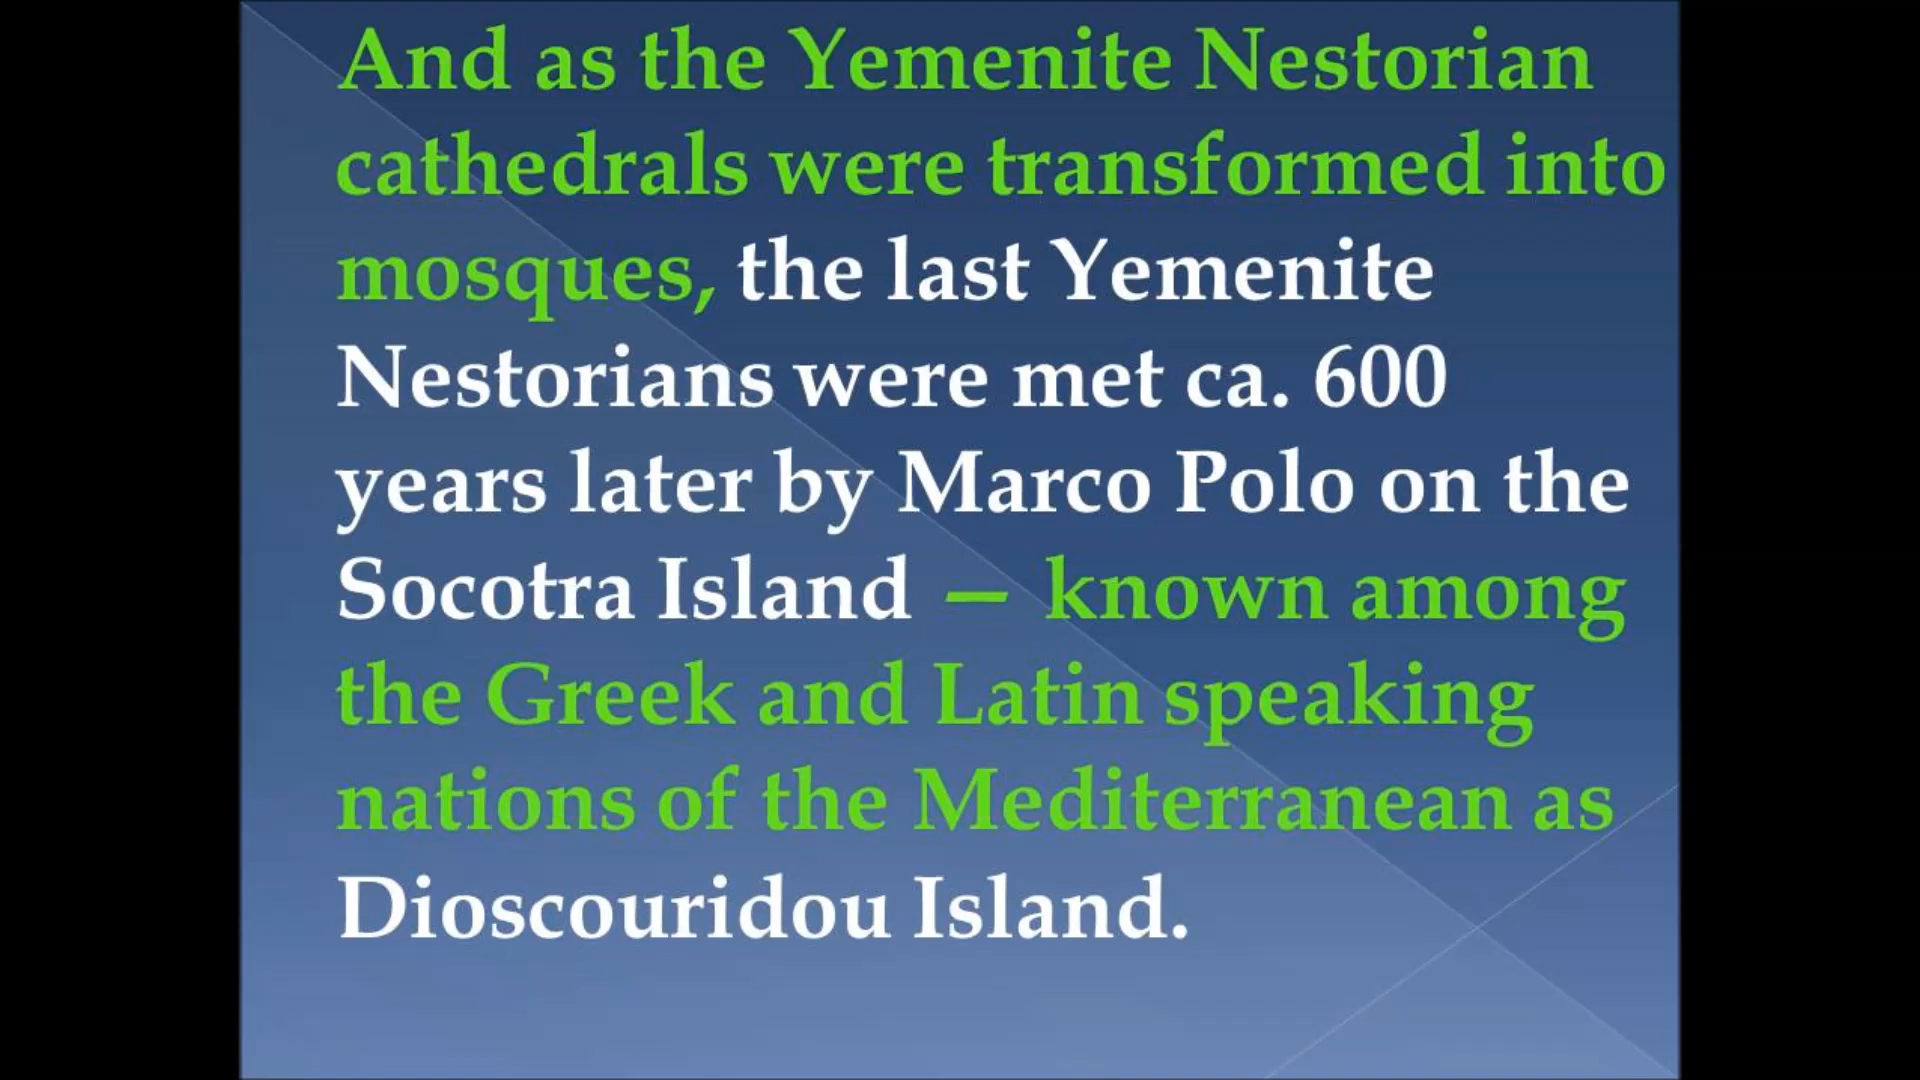 And as the Yemenite Nestorian
cathedrals were transformed into
mosques, the last Yemenite
Nestorians were met ca. 600
years later by Marco Polo on the
Socotra Island — known among
the Greek and Latin speaking
nations of the Mediterranean as
Dioscouridou Island.